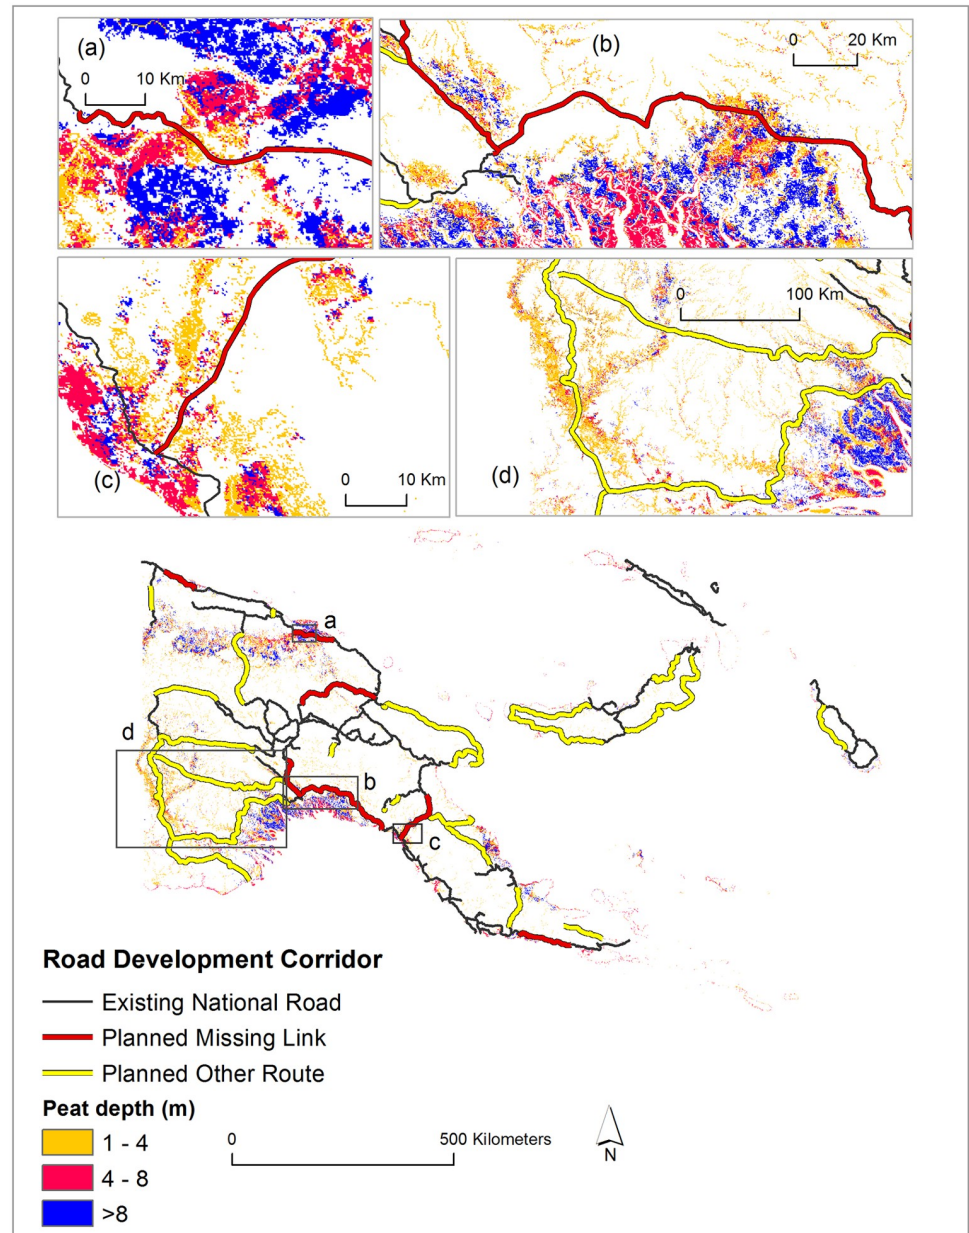 (a)
0 10 Km
(b)
0 20 Km
(c)
0 10 Km
0 100 Km
(d)
a
d
b
c
Road Development Corridor
Existing National Road
Planned Missing Link
Planned Other Route
Peat depth (m)
1 - 4
4 - 8
>8
0 500 Kilometers
N